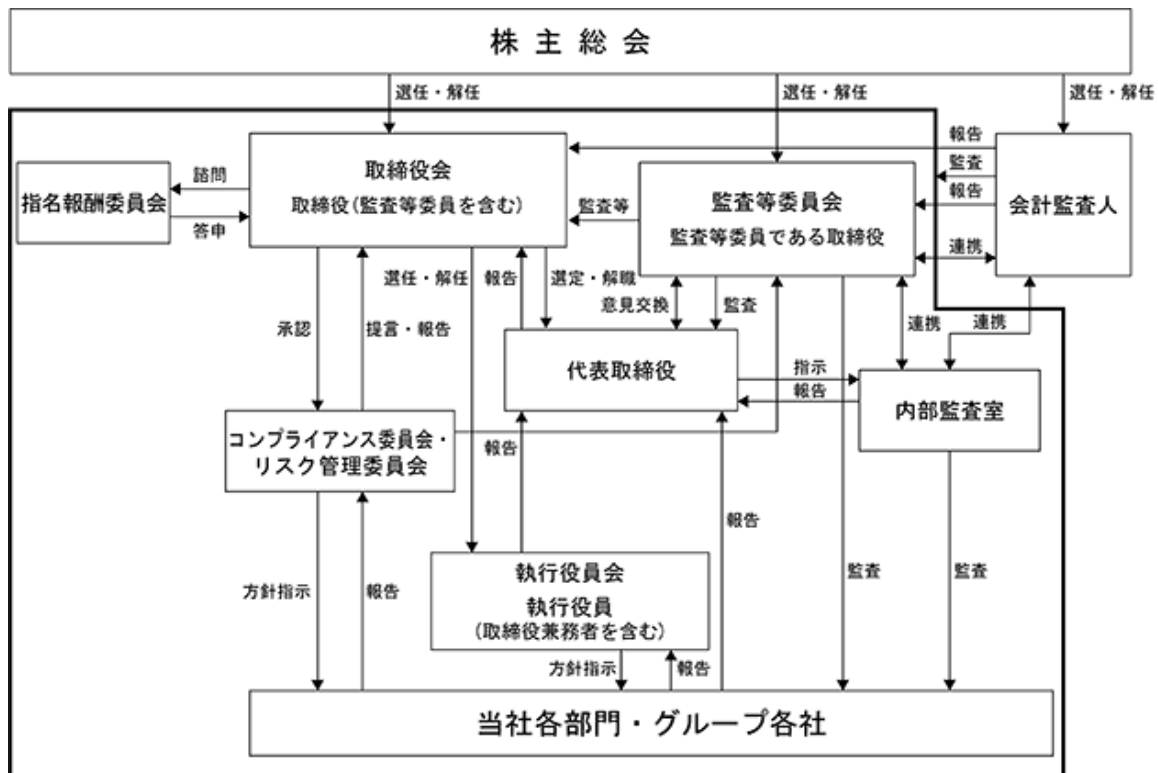 株主総会
選任・解任
選任・解任
選任・解任
報告
監査
報告
連携
会計監査人
取締役会
取締役(監査等委員を含む)
諮問
答申
指名報酬委員会
監査等
監査等委員会
監査等委員である取締役
選任・解任
報告
選定・解職
意見交換
監査
連携
連携
承認
提言・報告
代表取締役
指示
報告
内部監査室
コンプライアンス委員会・
リスク管理委員会
報告
報告
執行役員会
執行役員
(取締役兼務者を含む)
方針指示
報告
監査
監査
方針指示
報告
当社各部門・グループ各社